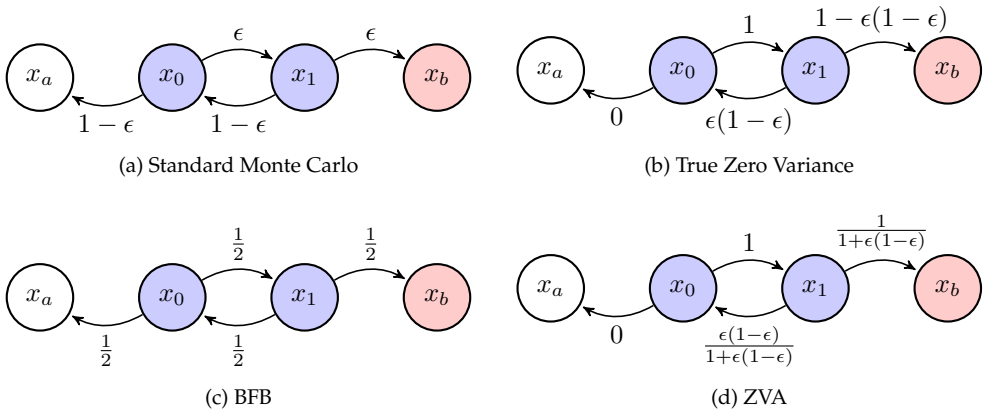 ϵ ϵ
x_a x_0 x_1 x_b
1 − ϵ 1 − ϵ
(a) Standard Monte Carlo
1 1 − ϵ(1 − ϵ)
x_a x_0 x_1 x_b
0 ϵ(1 − ϵ)
(b) True Zero Variance
1/2 1/2
x_a x_0 x_1 x_b
1/2 1/2
(c) BFB
1 1/(1+ϵ(1−ϵ))
x_a x_0 x_1 x_b
0 ϵ(1−ϵ)/(1+ϵ(1−ϵ))
(d) ZVA